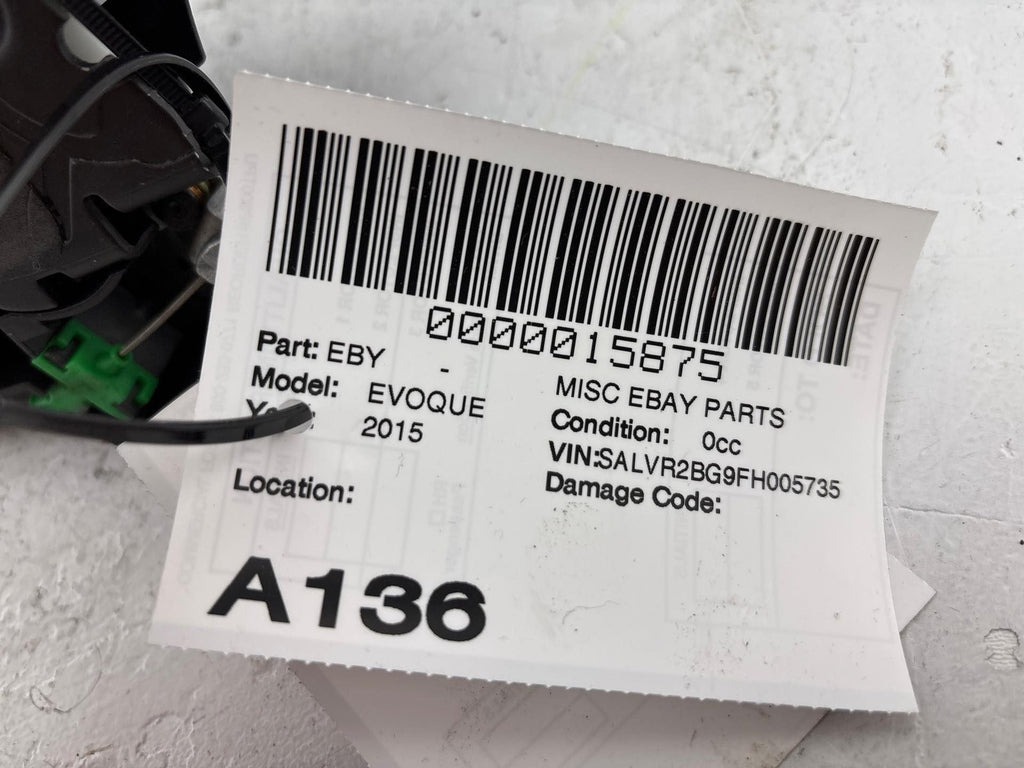 0000015875
Part: EBY -
MISC EBAY PARTS
Model: EVOQUE
Condition: 0cc
2015
VIN:SALVR2BG9FH005735
Location:
Damage Code:
A136